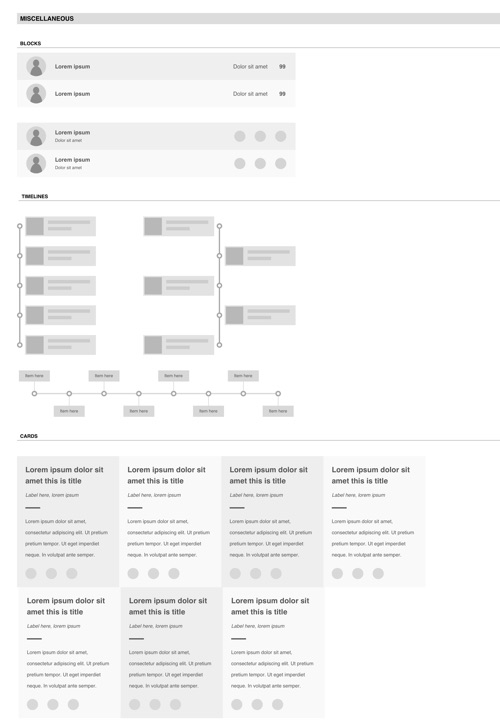 MISCELLANEOUS
BLOCKS
Lorem ipsum Dolor sit amet 99
Lorem ipsum Dolor sit amet 99
Lorem ipsum
Dolor sit amet
Lorem ipsum
Dolor sit amet
TIMELINES
Item here Item here Item here Item here
Item here Item here Item here Item here
CARDS
Lorem ipsum dolor sit
amet this is title
Label here, lorem ipsum
Lorem ipsum dolor sit amet,
consectetur adipiscing elit. Ut pretium
pretium tempor. Ut eget imperdiet
neque. In volutpat ante semper.
Lorem ipsum dolor sit
amet this is title
Label here, lorem ipsum
Lorem ipsum dolor sit amet,
consectetur adipiscing elit. Ut pretium
pretium tempor. Ut eget imperdiet
neque. In volutpat ante semper.
Lorem ipsum dolor sit
amet this is title
Label here, lorem ipsum
Lorem ipsum dolor sit amet,
consectetur adipiscing elit. Ut pretium
pretium tempor. Ut eget imperdiet
neque. In volutpat ante semper.
Lorem ipsum dolor sit
amet this is title
Label here, lorem ipsum
Lorem ipsum dolor sit amet,
consectetur adipiscing elit. Ut pretium
pretium tempor. Ut eget imperdiet
neque. In volutpat ante semper.
Lorem ipsum dolor sit
amet this is title
Label here, lorem ipsum
Lorem ipsum dolor sit amet,
consectetur adipiscing elit. Ut pretium
pretium tempor. Ut eget imperdiet
neque. In volutpat ante semper.
Lorem ipsum dolor sit
amet this is title
Label here, lorem ipsum
Lorem ipsum dolor sit amet,
consectetur adipiscing elit. Ut pretium
pretium tempor. Ut eget imperdiet
neque. In volutpat ante semper.
Lorem ipsum dolor sit
amet this is title
Label here, lorem ipsum
Lorem ipsum dolor sit amet,
consectetur adipiscing elit. Ut pretium
pretium tempor. Ut eget imperdiet
neque. In volutpat ante semper.